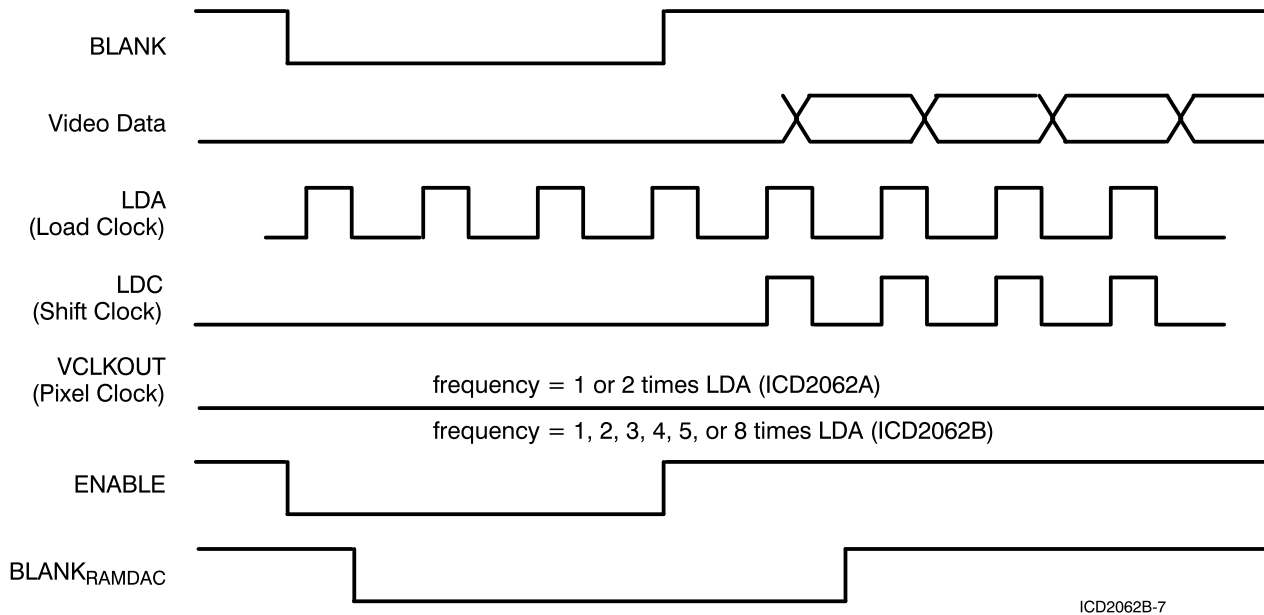 BLANK
Video Data
LDA
(Load Clock)
LDC
(Shift Clock)
VCLKOUT
(Pixel Clock)
frequency = 1 or 2 times LDA (ICD2062A)
frequency = 1, 2, 3, 4, 5, or 8 times LDA (ICD2062B)
ENABLE
BLANKRAMDAC
ICD2062B-7